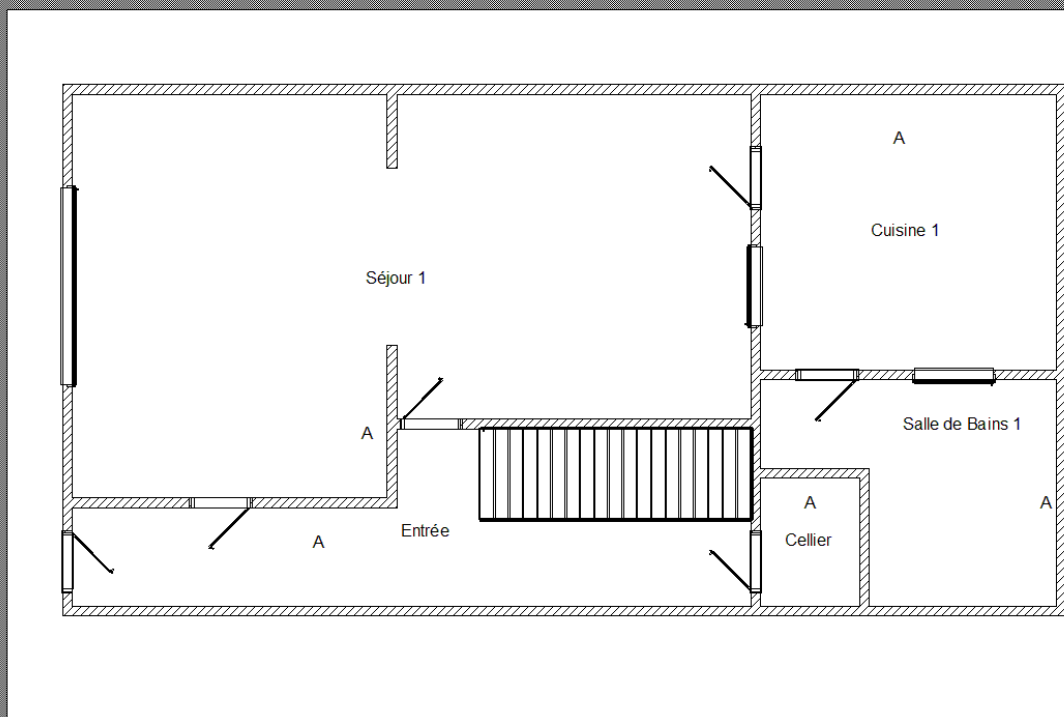 A
Cuisine 1
Séjour 1
A
Salle de Bains 1
A
A
Entrée
A
Cellier